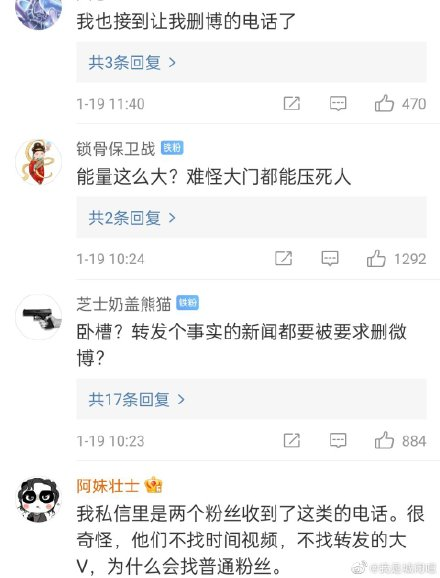 我也接到让我删博的电话了
共3条回复 >
1-19 11:40 470
锁骨保卫战 铁粉
能量这么大？难怪大门都能压死人
共2条回复 >
1-19 10:24 1292
芝士奶盖熊猫 铁粉
卧槽？转发个事实的新闻都要被要求删微
博？
共17条回复 >
1-19 10:23 884
阿妹壮士
我私信里是两个粉丝收到了这类的电话。很
奇怪，他们不找时间视频，不找转发的大
V，为什么会找普通粉丝。